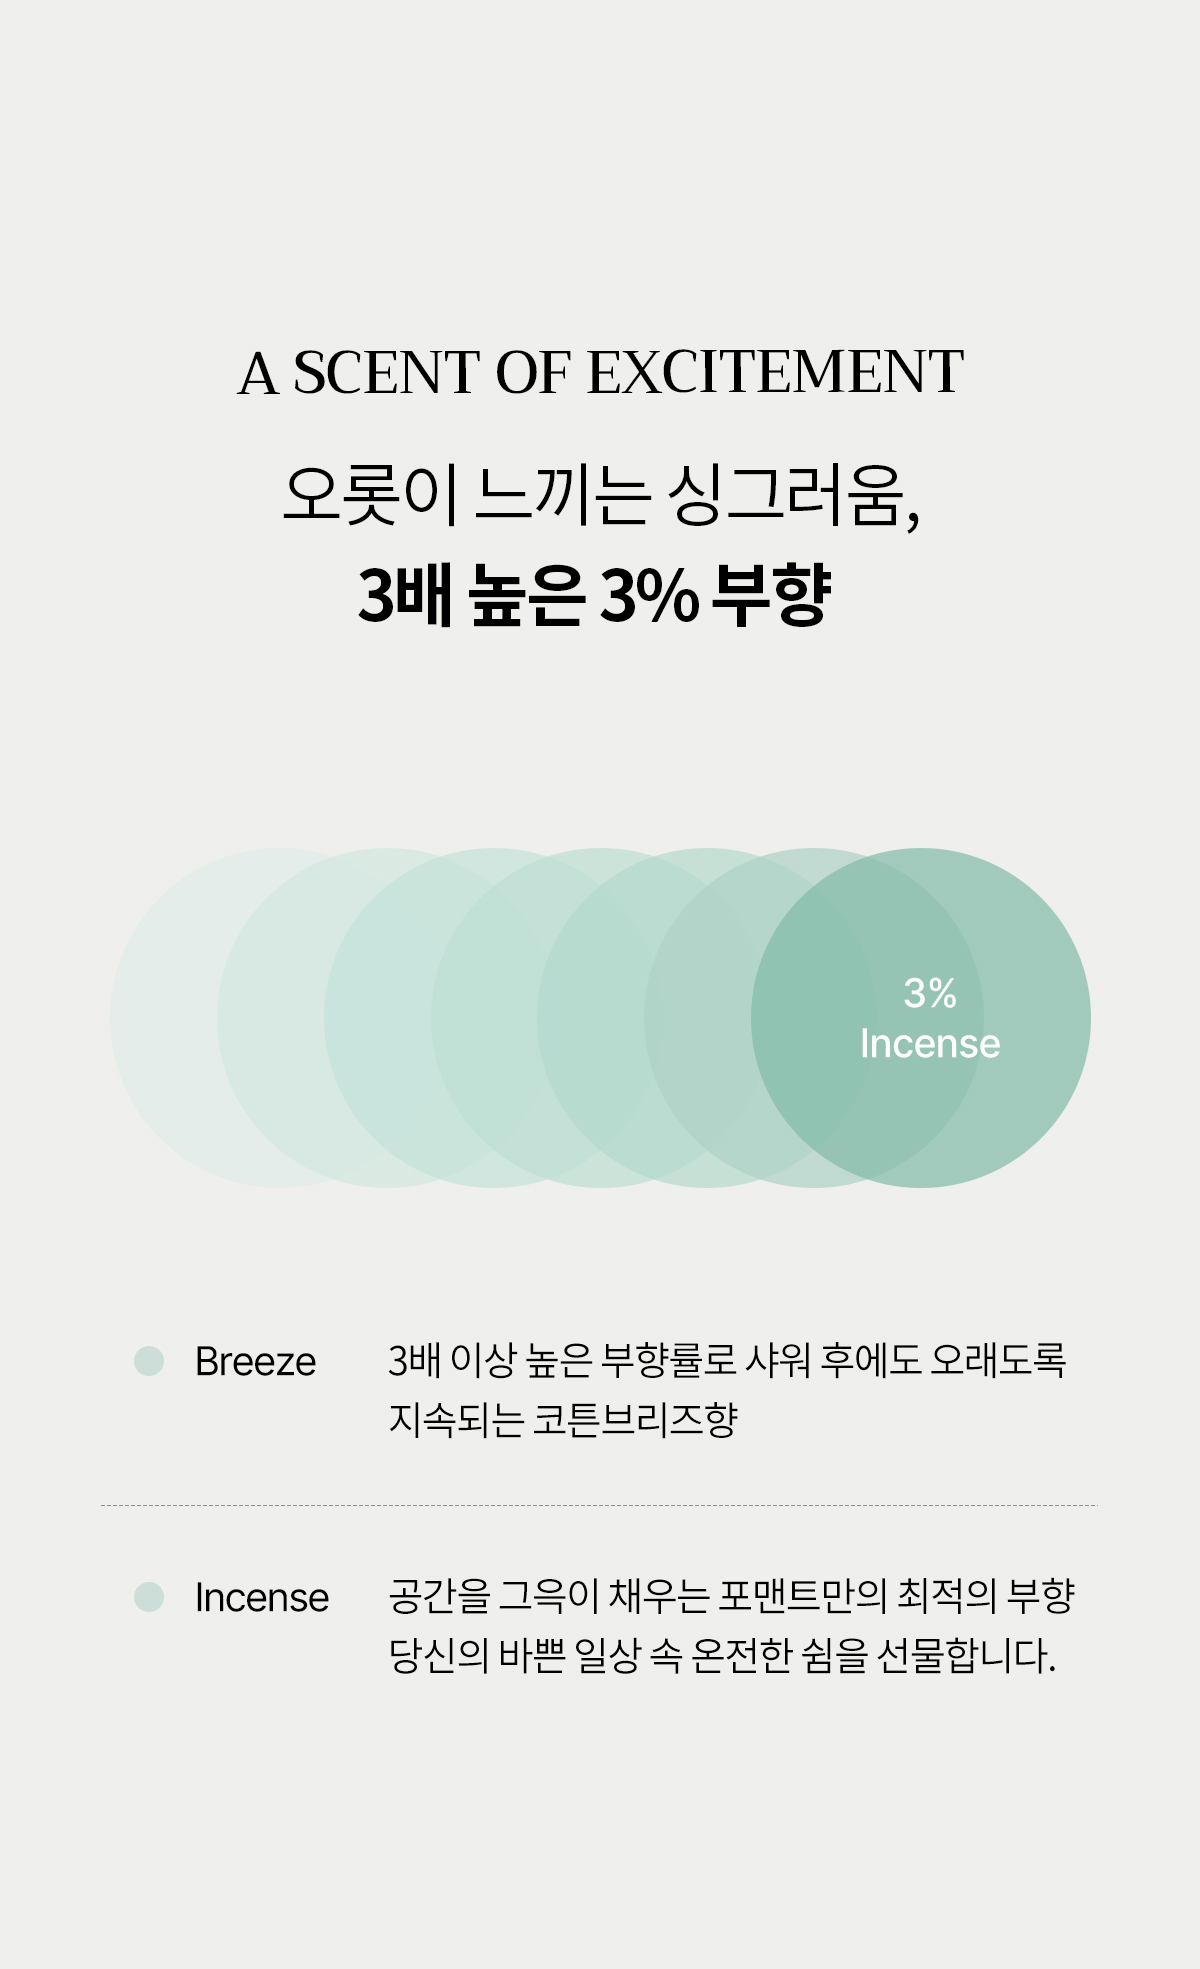 A SCENT OF EXCITEMENT
오롯이 느끼는 싱그러움,
3배 높은 3% 부향
3%
Incense
Breeze
3배 이상 높은 부향률로 샤워 후에도 오래도록
지속되는 코튼브리즈향
Incense
공간을 그윽이 채우는 포맨트만의 최적의 부향
당신의 바쁜 일상 속 온전한 쉼을 선물합니다.